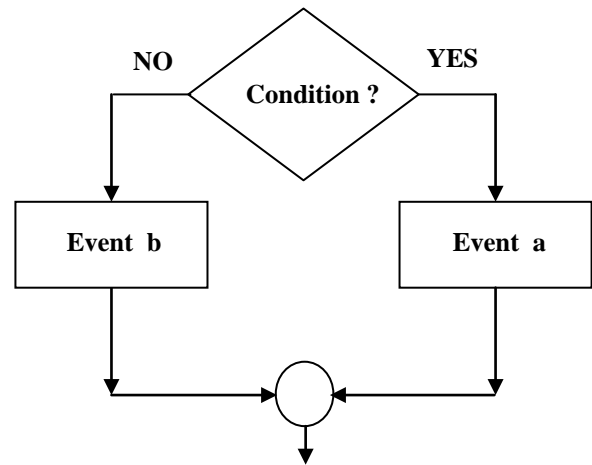 NO
YES
Condition ?
Event b
Event a